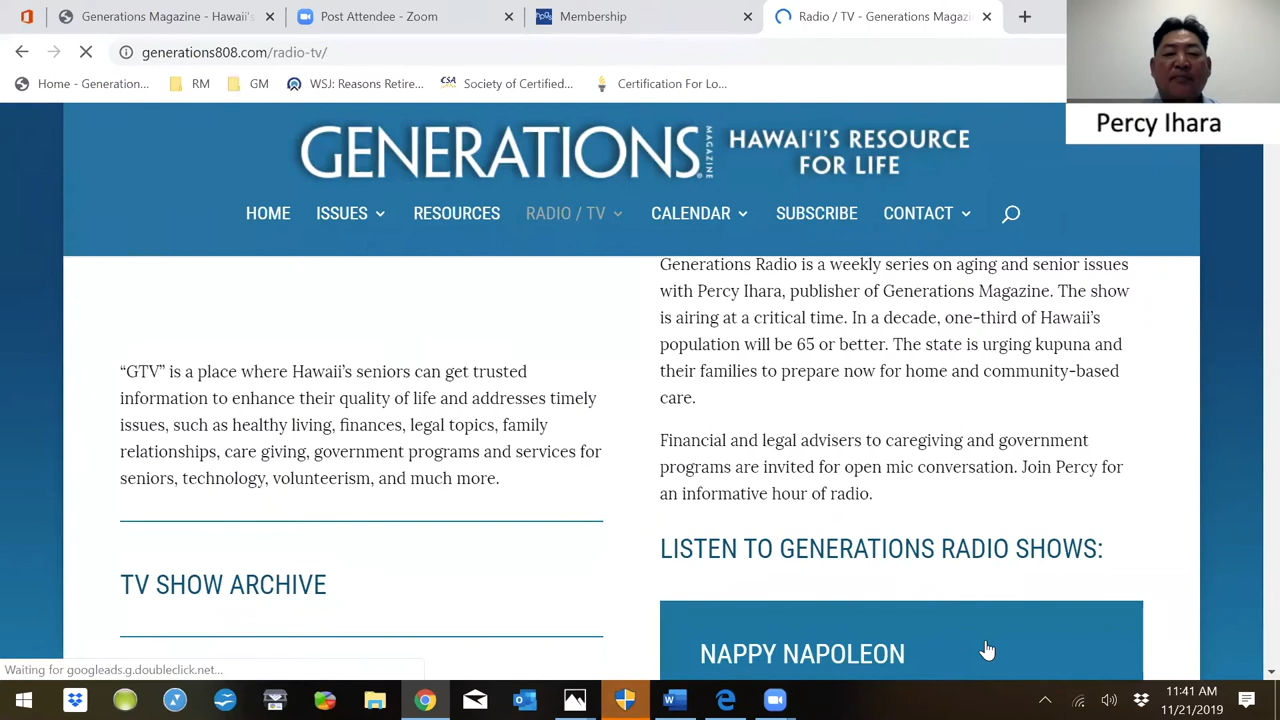 Generations Magazine - Hawaii's
Post Attendee - Zoom
Membership
Radio / TV - Generations Magazi
generations808.com/radio-tv/
Home - Generation...
RM
GM
WSJ: Reasons Retire...
CSA
Society of Certified...
Certification For Lo...
Percy Ihara
GENERATIONS MAGAZINE
HAWAI‘I’S RESOURCE
FOR LIFE
HOME
ISSUES
RESOURCES
RADIO / TV
CALENDAR
SUBSCRIBE
CONTACT
“GTV” is a place where Hawaii’s seniors can get trusted
information to enhance their quality of life and addresses timely
issues, such as healthy living, finances, legal topics, family
relationships, care giving, government programs and services for
seniors, technology, volunteerism, and much more.
TV SHOW ARCHIVE
Generations Radio is a weekly series on aging and senior issues
with Percy Ihara, publisher of Generations Magazine. The show
is airing at a critical time. In a decade, one-third of Hawaii’s
population will be 65 or better. The state is urging kupuna and
their families to prepare now for home and community-based
care.
Financial and legal advisers to caregiving and government
programs are invited for open mic conversation. Join Percy for
an informative hour of radio.
LISTEN TO GENERATIONS RADIO SHOWS:
NAPPY NAPOLEON
Waiting for googleads.g.doubleclick.net...
11:41 AM
11/21/2019